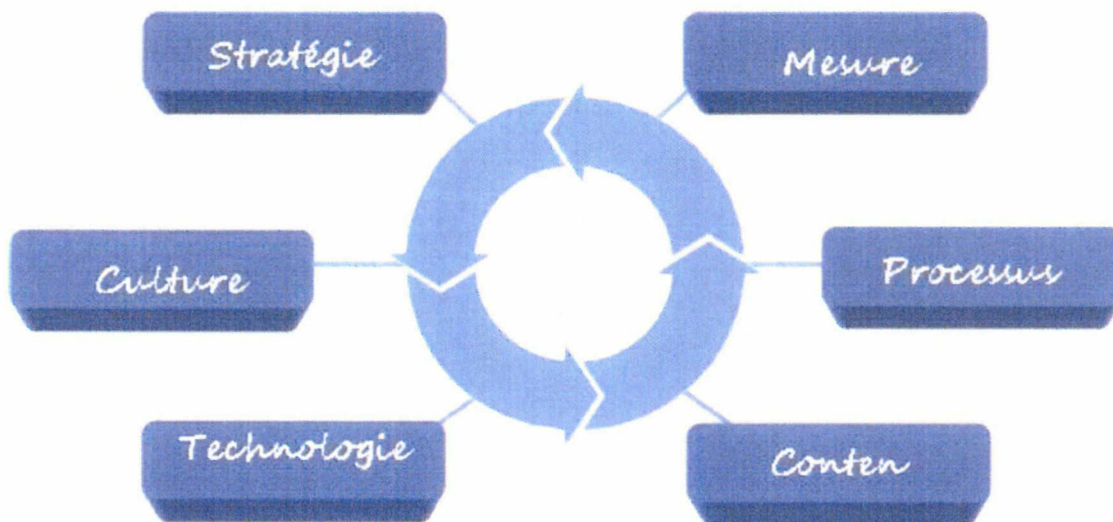 Stratégie
Mesure
Culture
Processus
Technologie
Conten